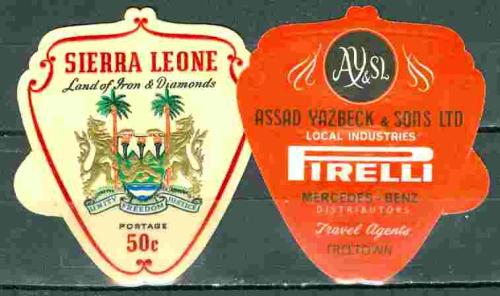 SIERRA LEONE
Land of Iron & Diamonds
UNITY FREEDOM JUSTICE
POSTAGE
50c
AY&SL
ASSAD YAZBECK & SONS LTD
LOCAL INDUSTRIES
PIRELLI
MERCEDES-BENZ
DISTRIBUTORS
Travel Agents
FREETOWN